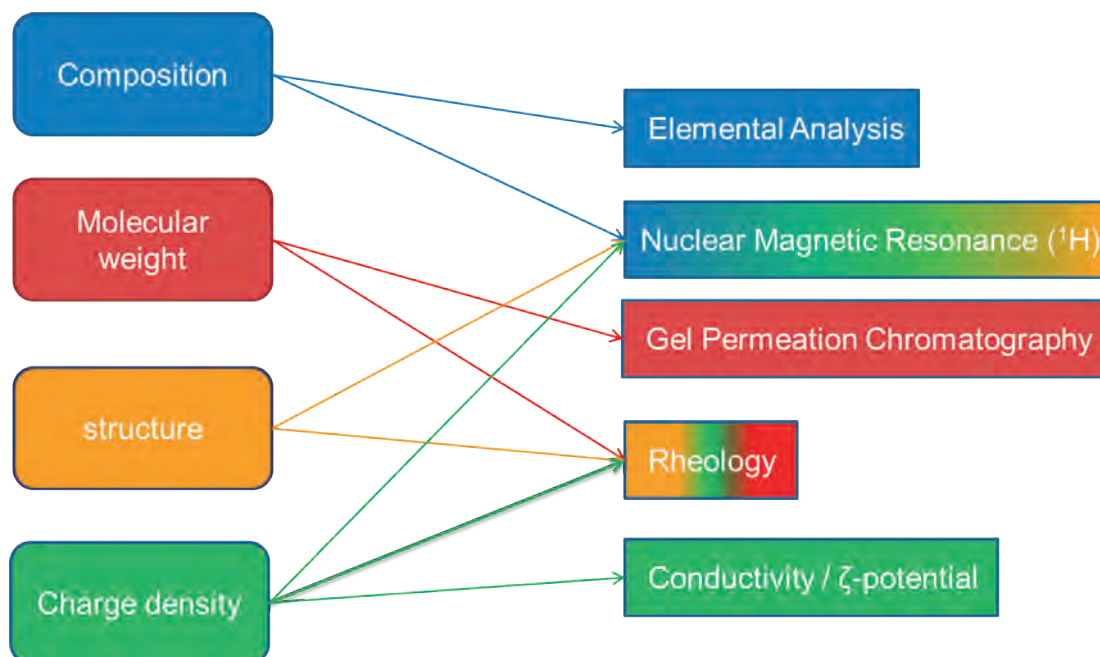 Composition
Elemental Analysis
Molecular
weight
Nuclear Magnetic Resonance (¹H)
Gel Permeation Chromatography
structure
Rheology
Charge density
Conductivity / ζ-potential